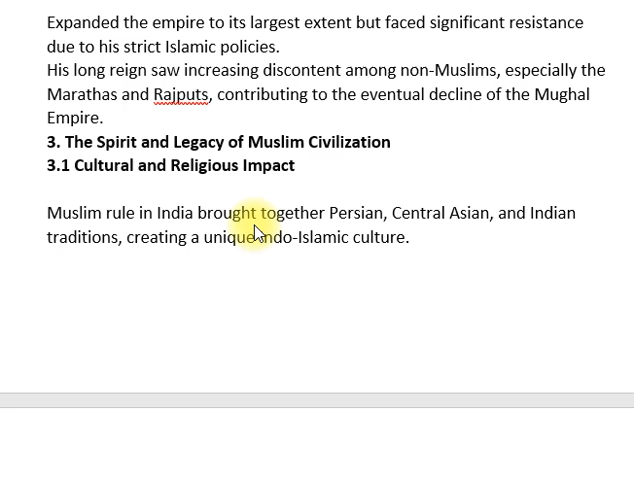 Expanded the empire to its largest extent but faced significant resistance
due to his strict Islamic policies.
His long reign saw increasing discontent among non-Muslims, especially the
Marathas and Rajputs, contributing to the eventual decline of the Mughal
Empire.
3. The Spirit and Legacy of Muslim Civilization
3.1 Cultural and Religious Impact
Muslim rule in India brought together Persian, Central Asian, and Indian
traditions, creating a unique Indo-Islamic culture.